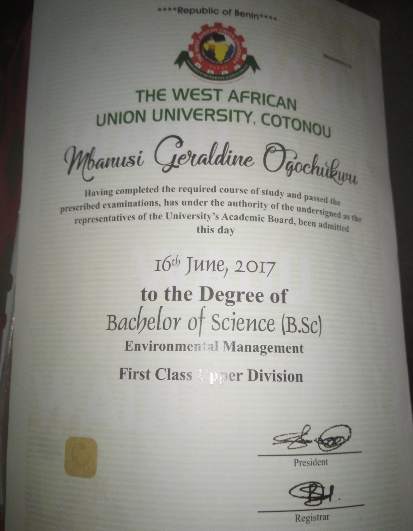 ****Republic of Benin****
THE WEST AFRICAN
UNION UNIVERSITY, COTONOU
Mbanusi Geraldine Ogochukwu
Having completed the required course of study and passed the
prescribed examinations, has under the authority of the undersigned as the
representatives of the University's Academic Board, been admitted
this day
16th June, 2017
to the Degree of
Bachelor of Science (B.Sc)
Environmental Management
First Class Upper Division
President
Registrar